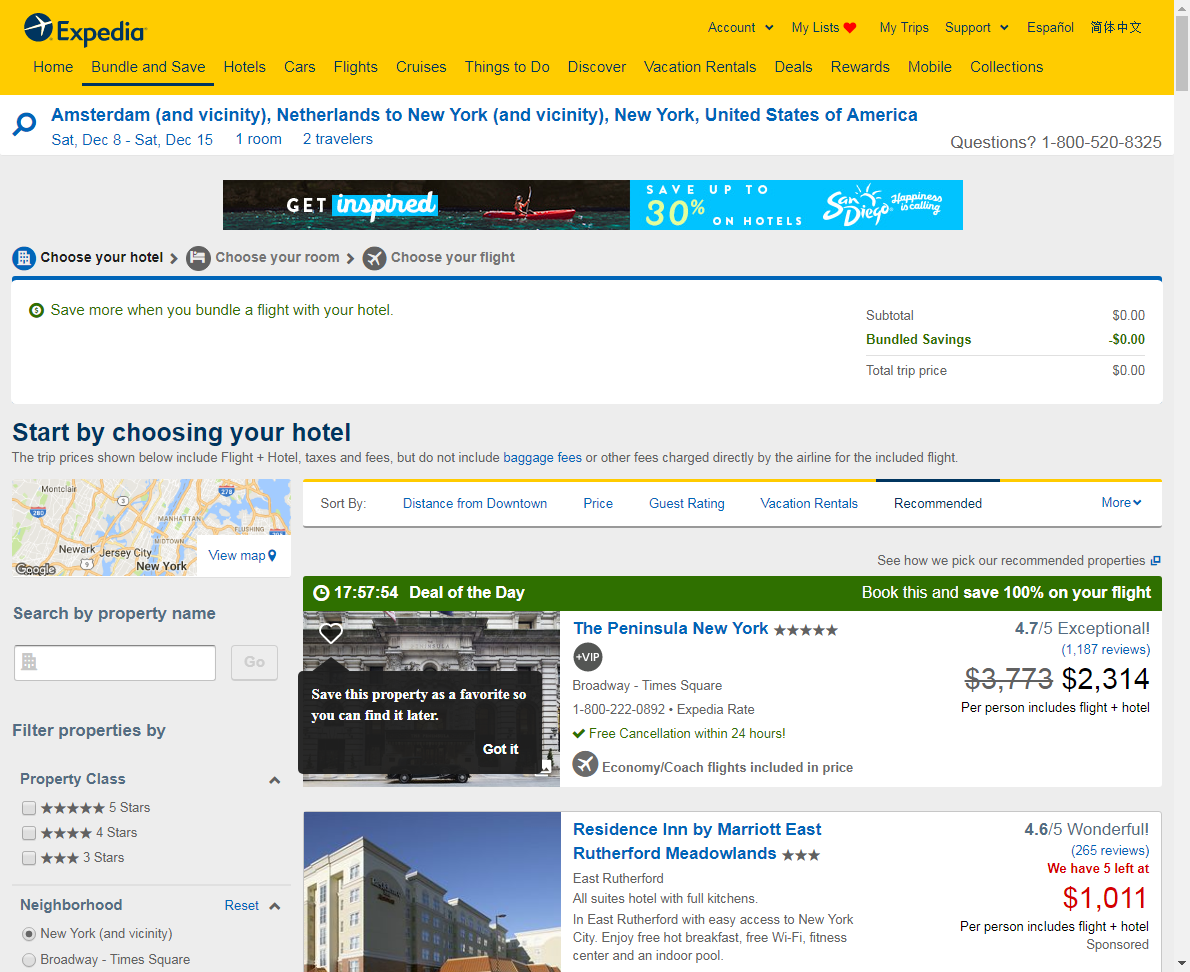 Expedia
Account
My Lists
My Trips
Support
Español
简体中文
Home
Bundle and Save
Hotels
Cars
Flights
Cruises
Things to Do
Discover
Vacation Rentals
Deals
Rewards
Mobile
Collections
Amsterdam (and vicinity), Netherlands to New York (and vicinity), New York, United States of America
Sat, Dec 8 - Sat, Dec 15 1 room 2 travelers
Questions? 1-800-520-8325
GET inspired
SAVE UP TO
30%
ON HOTELS
San Diego
Happiness is calling
Choose your hotel
Choose your room
Choose your flight
Save more when you bundle a flight with your hotel.
Subtotal $0.00
Bundled Savings -$0.00
Total trip price $0.00
Start by choosing your hotel
The trip prices shown below include Flight + Hotel, taxes and fees, but do not include baggage fees or other fees charged directly by the airline for the included flight.
Montclair
3
278
280
MANHATTAN
FLUSHING
MIDTOWN
Newark
Jersey City
9
New York
Google
View map
Sort By:
Distance from Downtown
Price
Guest Rating
Vacation Rentals
Recommended
More
See how we pick our recommended properties
Search by property name
Go
Filter properties by
Property Class
5 Stars
4 Stars
3 Stars
Neighborhood
Reset
New York (and vicinity)
Broadway - Times Square
17:57:54 Deal of the Day
Book this and save 100% on your flight
Save this property as a favorite so
you can find it later.
Got it
The Peninsula New York
+VIP
Broadway - Times Square
1-800-222-0892 • Expedia Rate
Free Cancellation within 24 hours!
Economy/Coach flights included in price
4.7/5 Exceptional!
(1,187 reviews)
$3,773 $2,314
Per person includes flight + hotel
Residence Inn by Marriott East
Rutherford Meadowlands
East Rutherford
All suites hotel with full kitchens.
In East Rutherford with easy access to New York
City. Enjoy free hot breakfast, free Wi-Fi, fitness
center and an indoor pool.
4.6/5 Wonderful!
(265 reviews)
We have 5 left at
$1,011
Per person includes flight + hotel
Sponsored